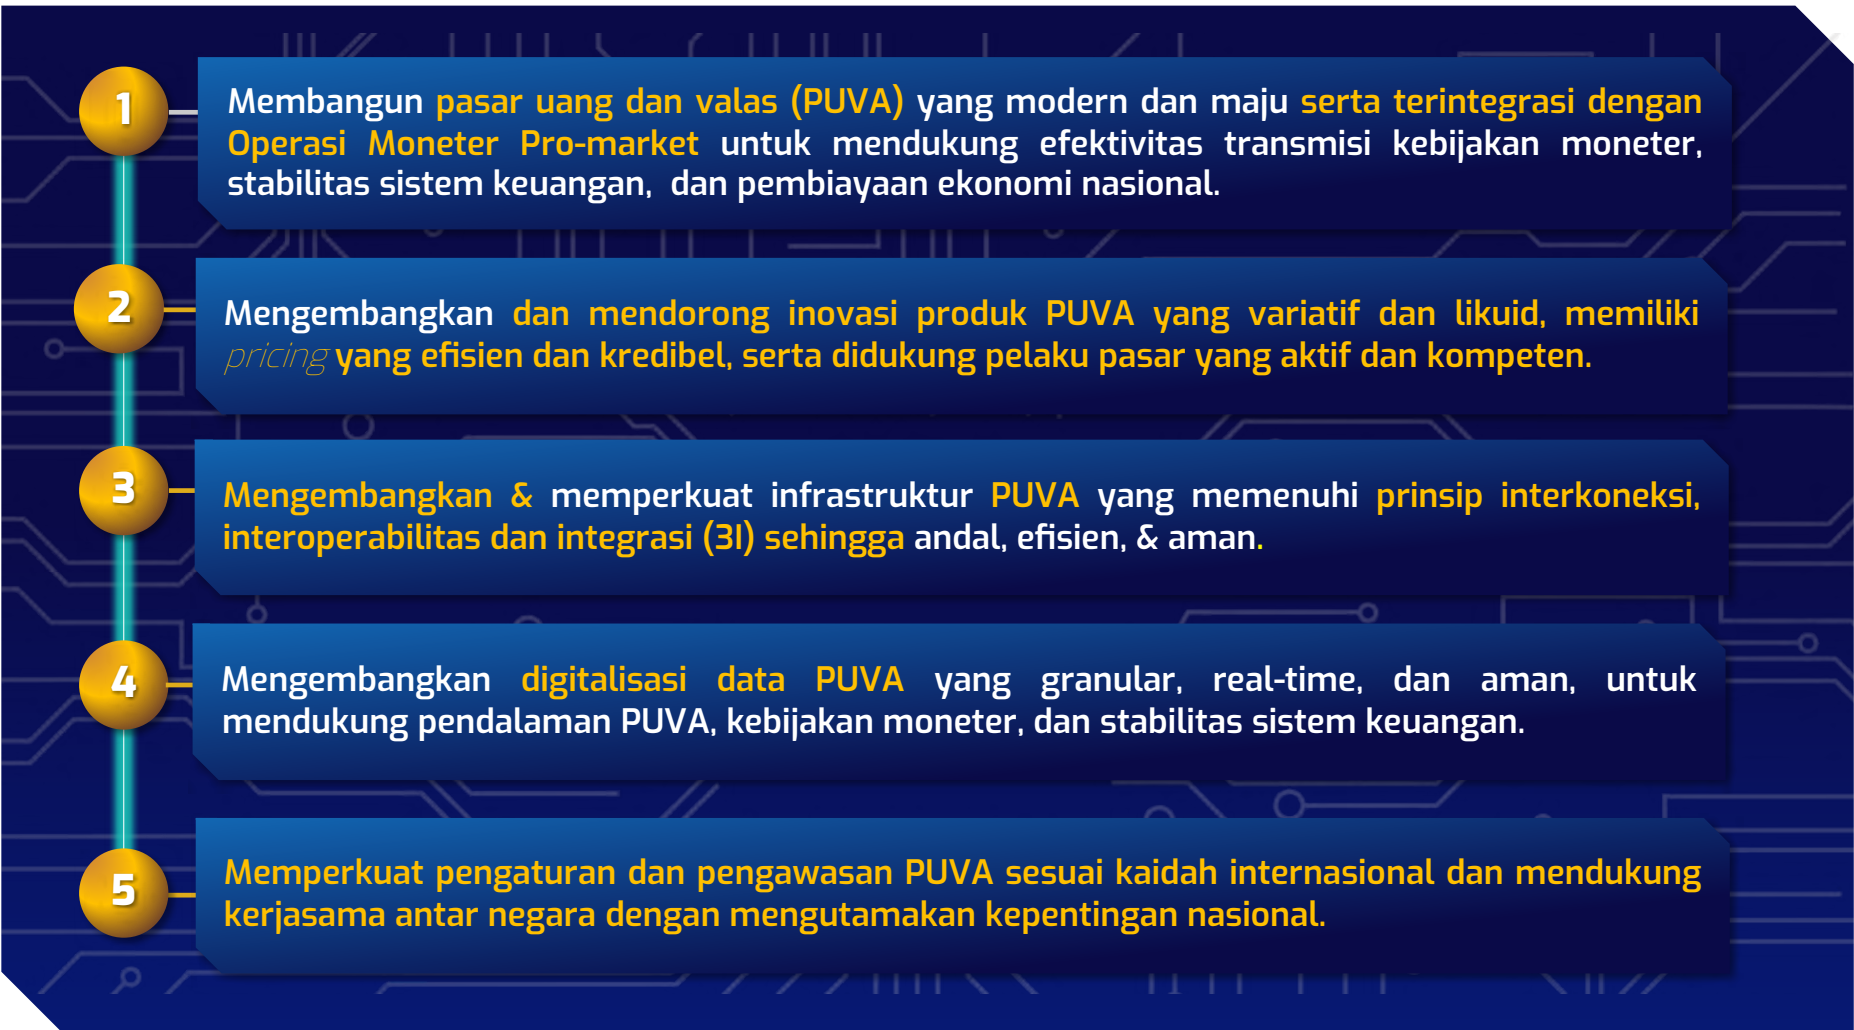 1
Membangun pasar uang dan valas (PUVA) yang modern dan maju serta terintegrasi dengan
Operasi Moneter Pro-market untuk mendukung efektivitas transmisi kebijakan moneter,
stabilitas sistem keuangan, dan pembiayaan ekonomi nasional.
2
Mengembangkan dan mendorong inovasi produk PUVA yang variatif dan likuid, memiliki
pricing yang efisien dan kredibel, serta didukung pelaku pasar yang aktif dan kompeten.
3
Mengembangkan & memperkuat infrastruktur PUVA yang memenuhi prinsip interkoneksi,
interoperabilitas dan integrasi (3I) sehingga andal, efisien, & aman.
4
Mengembangkan digitalisasi data PUVA yang granular, real-time, dan aman, untuk
mendukung pendalaman PUVA, kebijakan moneter, dan stabilitas sistem keuangan.
5
Memperkuat pengaturan dan pengawasan PUVA sesuai kaidah internasional dan mendukung
kerjasama antar negara dengan mengutamakan kepentingan nasional.